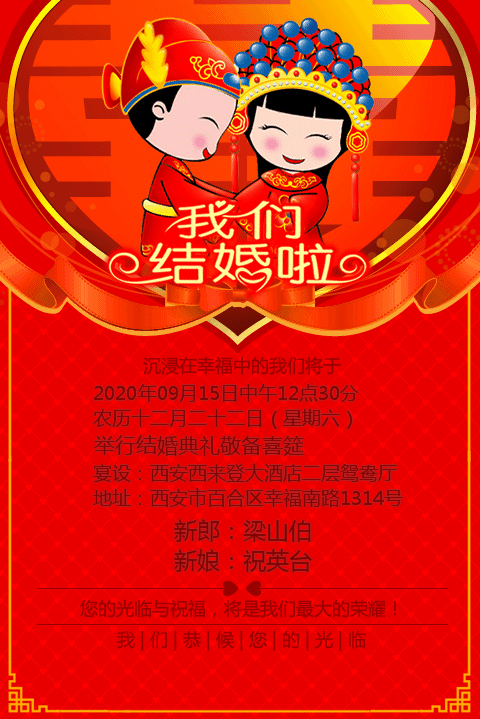 我们
结婚啦
沉浸在幸福中的我们将于
2020年09月15日中午12点30分
农历十二月二十二日（星期六）
举行结婚典礼敬备喜筵
宴设：西安西来登大酒店二层鸳鸯厅
地址：西安市百合区幸福南路1314号
新郎：梁山伯
新娘：祝英台
您的光临与祝福，将是我们最大的荣耀！
我|们|恭|候|您|的|光|临